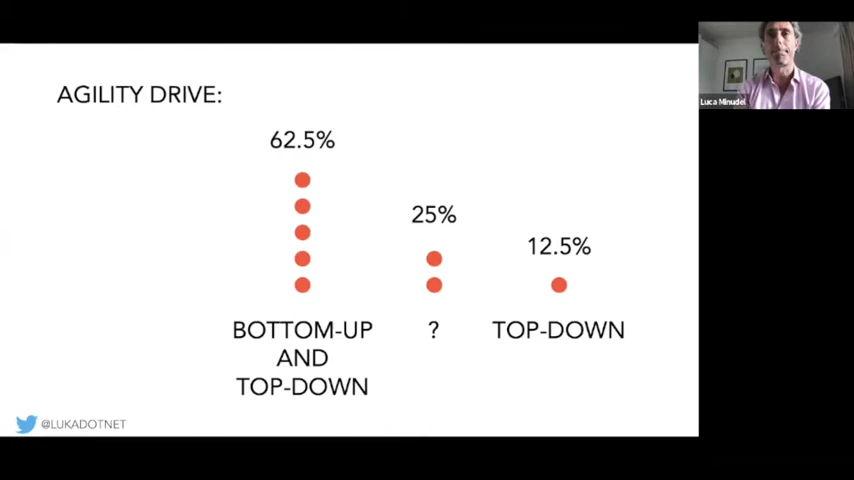 AGILITY DRIVE:
62.5%
25%
12.5%
BOTTOM-UP
AND
TOP-DOWN
?
TOP-DOWN
@LUKADOTNET
Luca Minudel